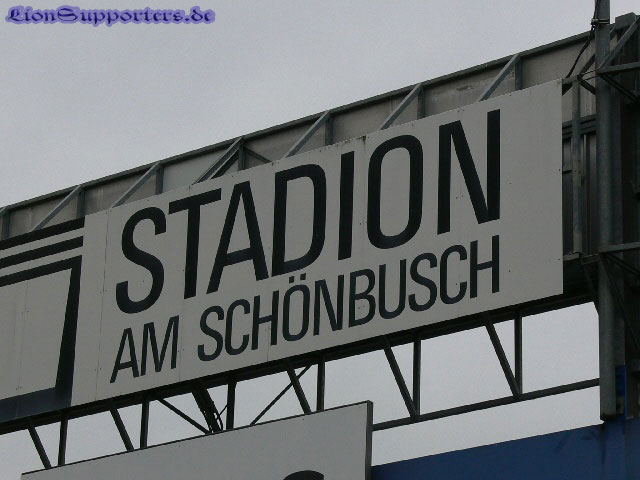 LionSupporters.de
STADION
AM SCHÖNBUSCH